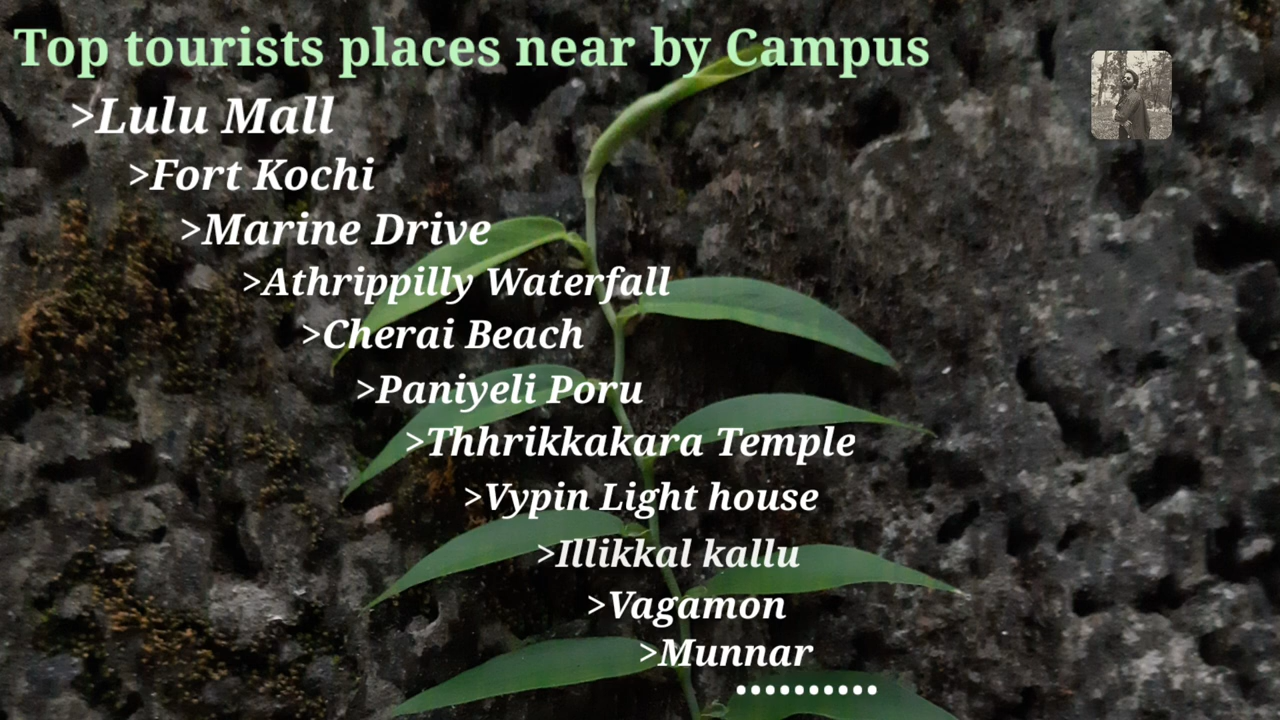 Top tourists places near by Campus
>Lulu Mall
>Fort Kochi
>Marine Drive
>Athrippilly Waterfall
>Cherai Beach
>Paniyeli Poru
>Thhrikkakara Temple
>Vypin Light house
>Illikkal kallu
>Vagamon
>Munnar
..........